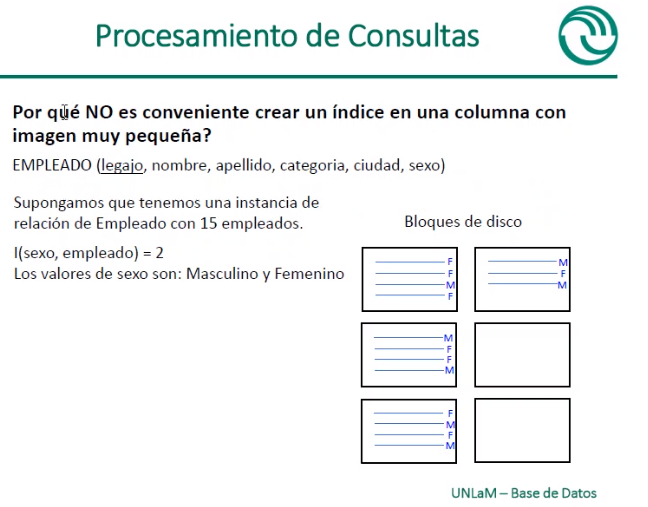 Procesamiento de Consultas
Por qué NO es conveniente crear un índice en una columna con
imagen muy pequeña?
EMPLEADO (legajo, nombre, apellido, categoria, ciudad, sexo)
Supongamos que tenemos una instancia de
relación de Empleado con 15 empleados.
I(sexo, empleado) = 2
Los valores de sexo son: Masculino y Femenino
Bloques de disco
F
F
M
F
M
F
M
M
F
F
M
F
M
F
M
UNLaM – Base de Datos